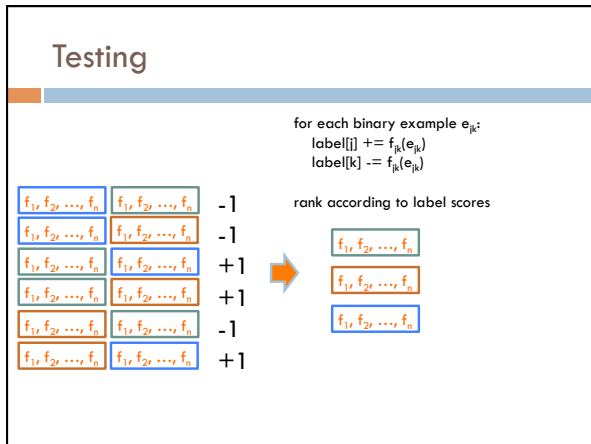 Testing
for each binary example e_jk:
label[j] += f_jk(e_jk)
label[k] -= f_jk(e_jk)
rank according to label scores
f₁, f₂, …, fₙ f₁, f₂, …, fₙ -1
f₁, f₂, …, fₙ f₁, f₂, …, fₙ -1
f₁, f₂, …, fₙ f₁, f₂, …, fₙ +1
f₁, f₂, …, fₙ f₁, f₂, …, fₙ +1
f₁, f₂, …, fₙ f₁, f₂, …, fₙ -1
f₁, f₂, …, fₙ f₁, f₂, …, fₙ +1
f₁, f₂, …, fₙ
f₁, f₂, …, fₙ
f₁, f₂, …, fₙ